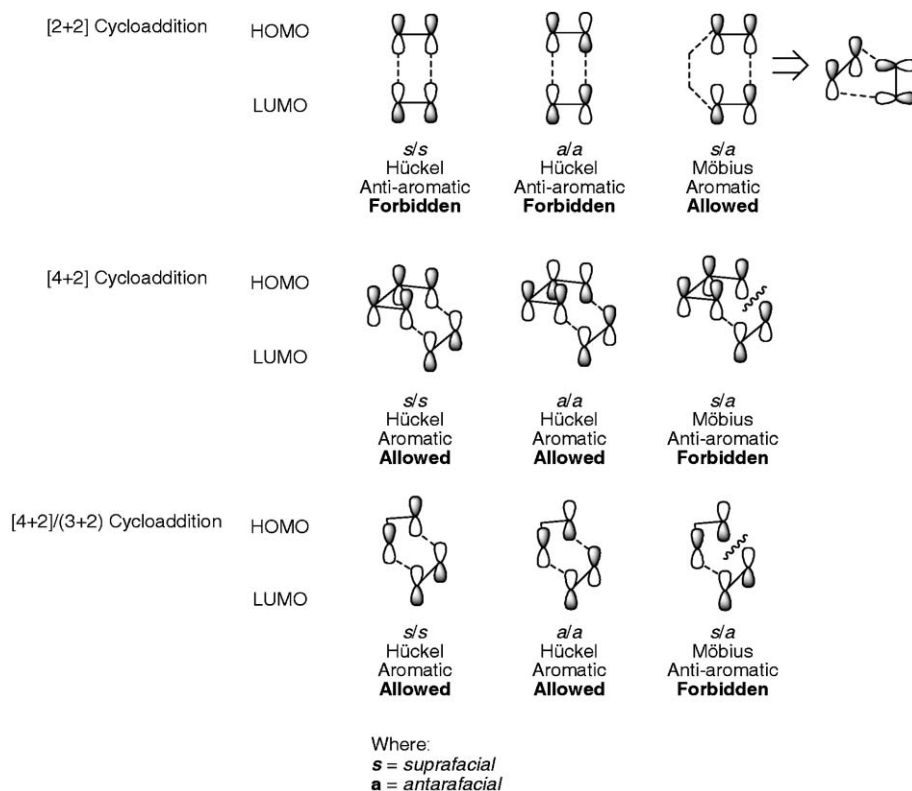 [2+2] Cycloaddition
HOMO
LUMO
s/s
Hückel
Anti-aromatic
Forbidden
a/a
Hückel
Anti-aromatic
Forbidden
s/a
Möbius
Aromatic
Allowed
[4+2] Cycloaddition
HOMO
LUMO
s/s
Hückel
Aromatic
Allowed
a/a
Hückel
Aromatic
Allowed
s/a
Möbius
Anti-aromatic
Forbidden
[4+2]/(3+2) Cycloaddition
HOMO
LUMO
s/s
Hückel
Aromatic
Allowed
a/a
Hückel
Aromatic
Allowed
s/a
Möbius
Anti-aromatic
Forbidden
Where:
s = suprafacial
a = antarafacial